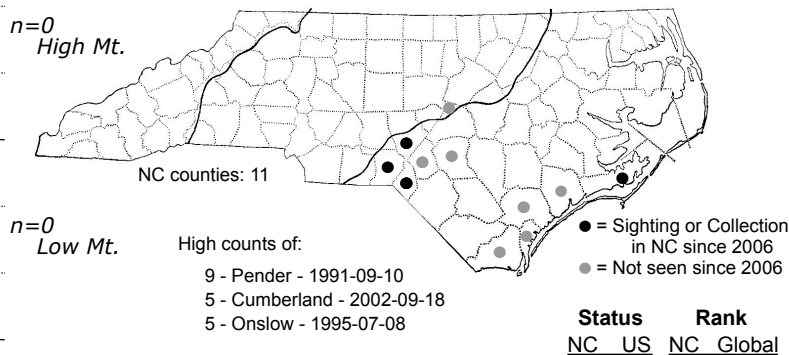 n=0
High Mt.
NC counties: 11
n=0
Low Mt.
High counts of:
9 - Pender - 1991-09-10
5 - Cumberland - 2002-09-18
5 - Onslow - 1995-07-08
= Sighting or Collection
in NC since 2006
= Not seen since 2006
Status Rank
NC US NC Global